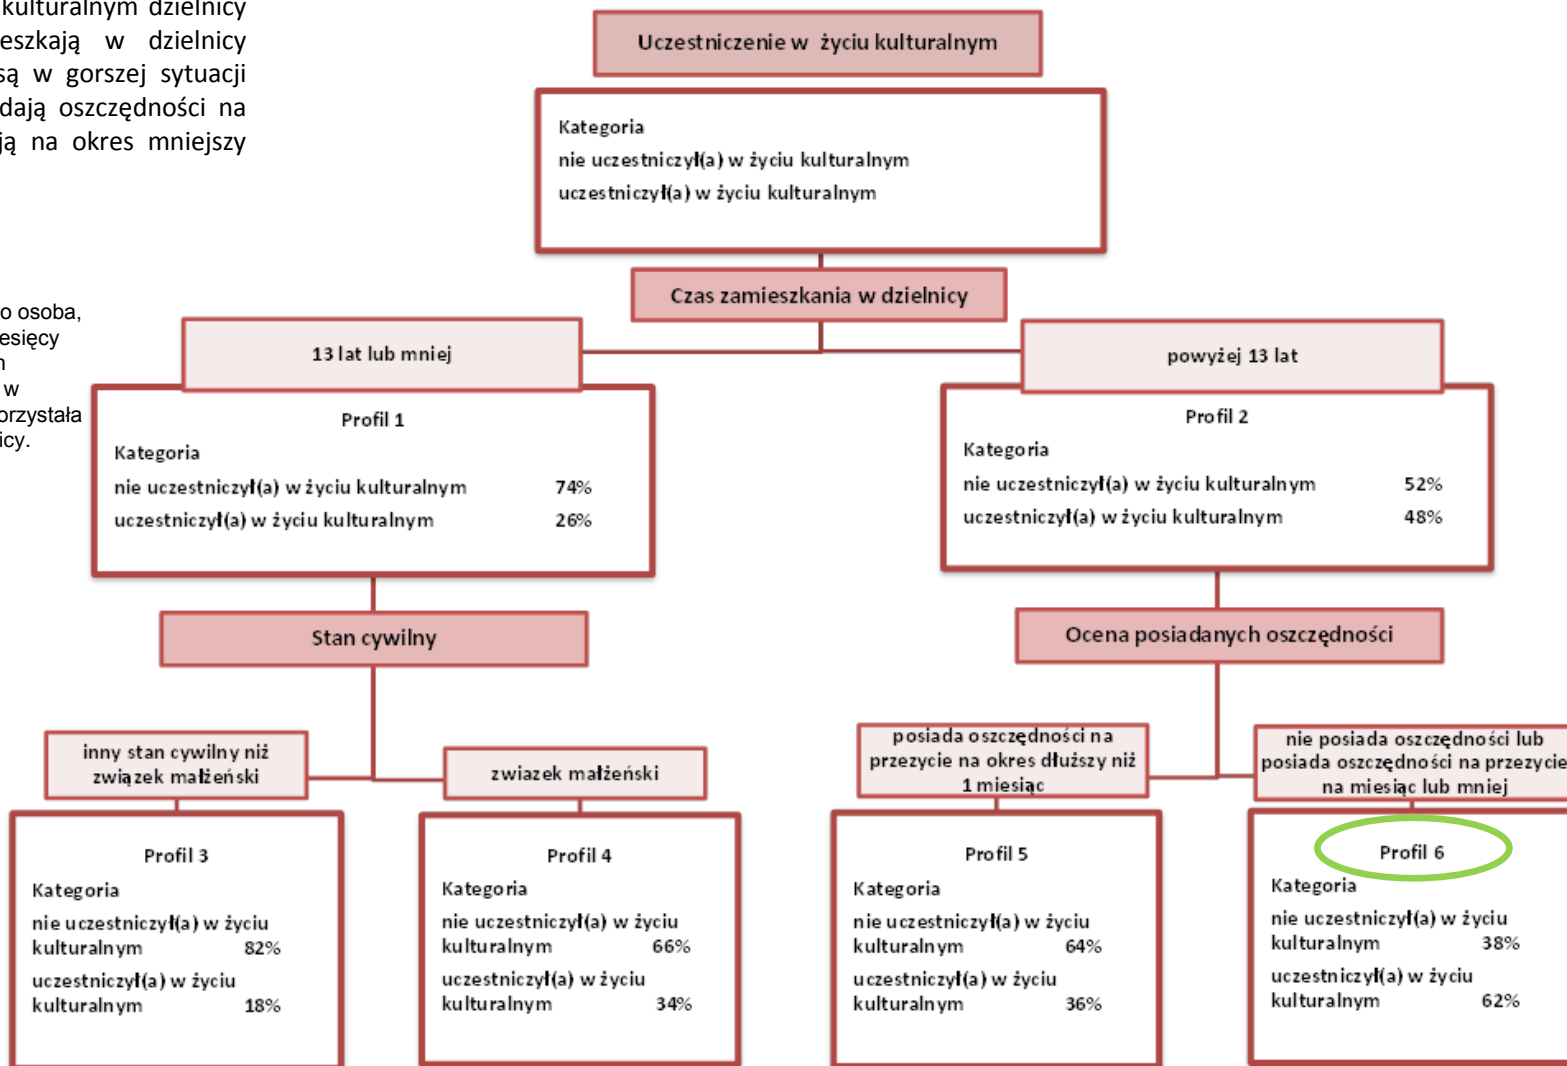 kulturalnym dzielnicy
eszkają w dzielnicy
są w gorszej sytuacji
dają oszczędności na
ją na okres mniejszy
o osoba,
esięcy
w
orzystała
icy.
Uczestniczenie w życiu kulturalnym
Kategoria
nie uczestniczył(a) w życiu kulturalnym
uczestniczył(a) w życiu kulturalnym
Czas zamieszkania w dzielnicy
13 lat lub mniej
powyżej 13 lat
Profil 1
Kategoria
nie uczestniczył(a) w życiu kulturalnym 74%
uczestniczył(a) w życiu kulturalnym 26%
Profil 2
Kategoria
nie uczestniczył(a) w życiu kulturalnym 52%
uczestniczył(a) w życiu kulturalnym 48%
Stan cywilny
Ocena posiadanych oszczędności
inny stan cywilny niż
związek małżeński
zwiazek małżeński
posiada oszczędności na
przezycie na okres dłuższy niż
1 miesiąc
nie posiada oszczędności lub
posiada oszczędności na przezycie
na miesiąc lub mniej
Profil 3
Kategoria
nie uczestniczył(a) w życiu
kulturalnym 82%
uczestniczył(a) w życiu
kulturalnym 18%
Profil 4
Kategoria
nie uczestniczył(a) w życiu
kulturalnym 66%
uczestniczył(a) w życiu
kulturalnym 34%
Profil 5
Kategoria
nie uczestniczył(a) w życiu
kulturalnym 64%
uczestniczył(a) w życiu
kulturalnym 36%
Profil 6
Kategoria
nie uczestniczył(a) w życiu
kulturalnym 38%
uczestniczył(a) w życiu
kulturalnym 62%